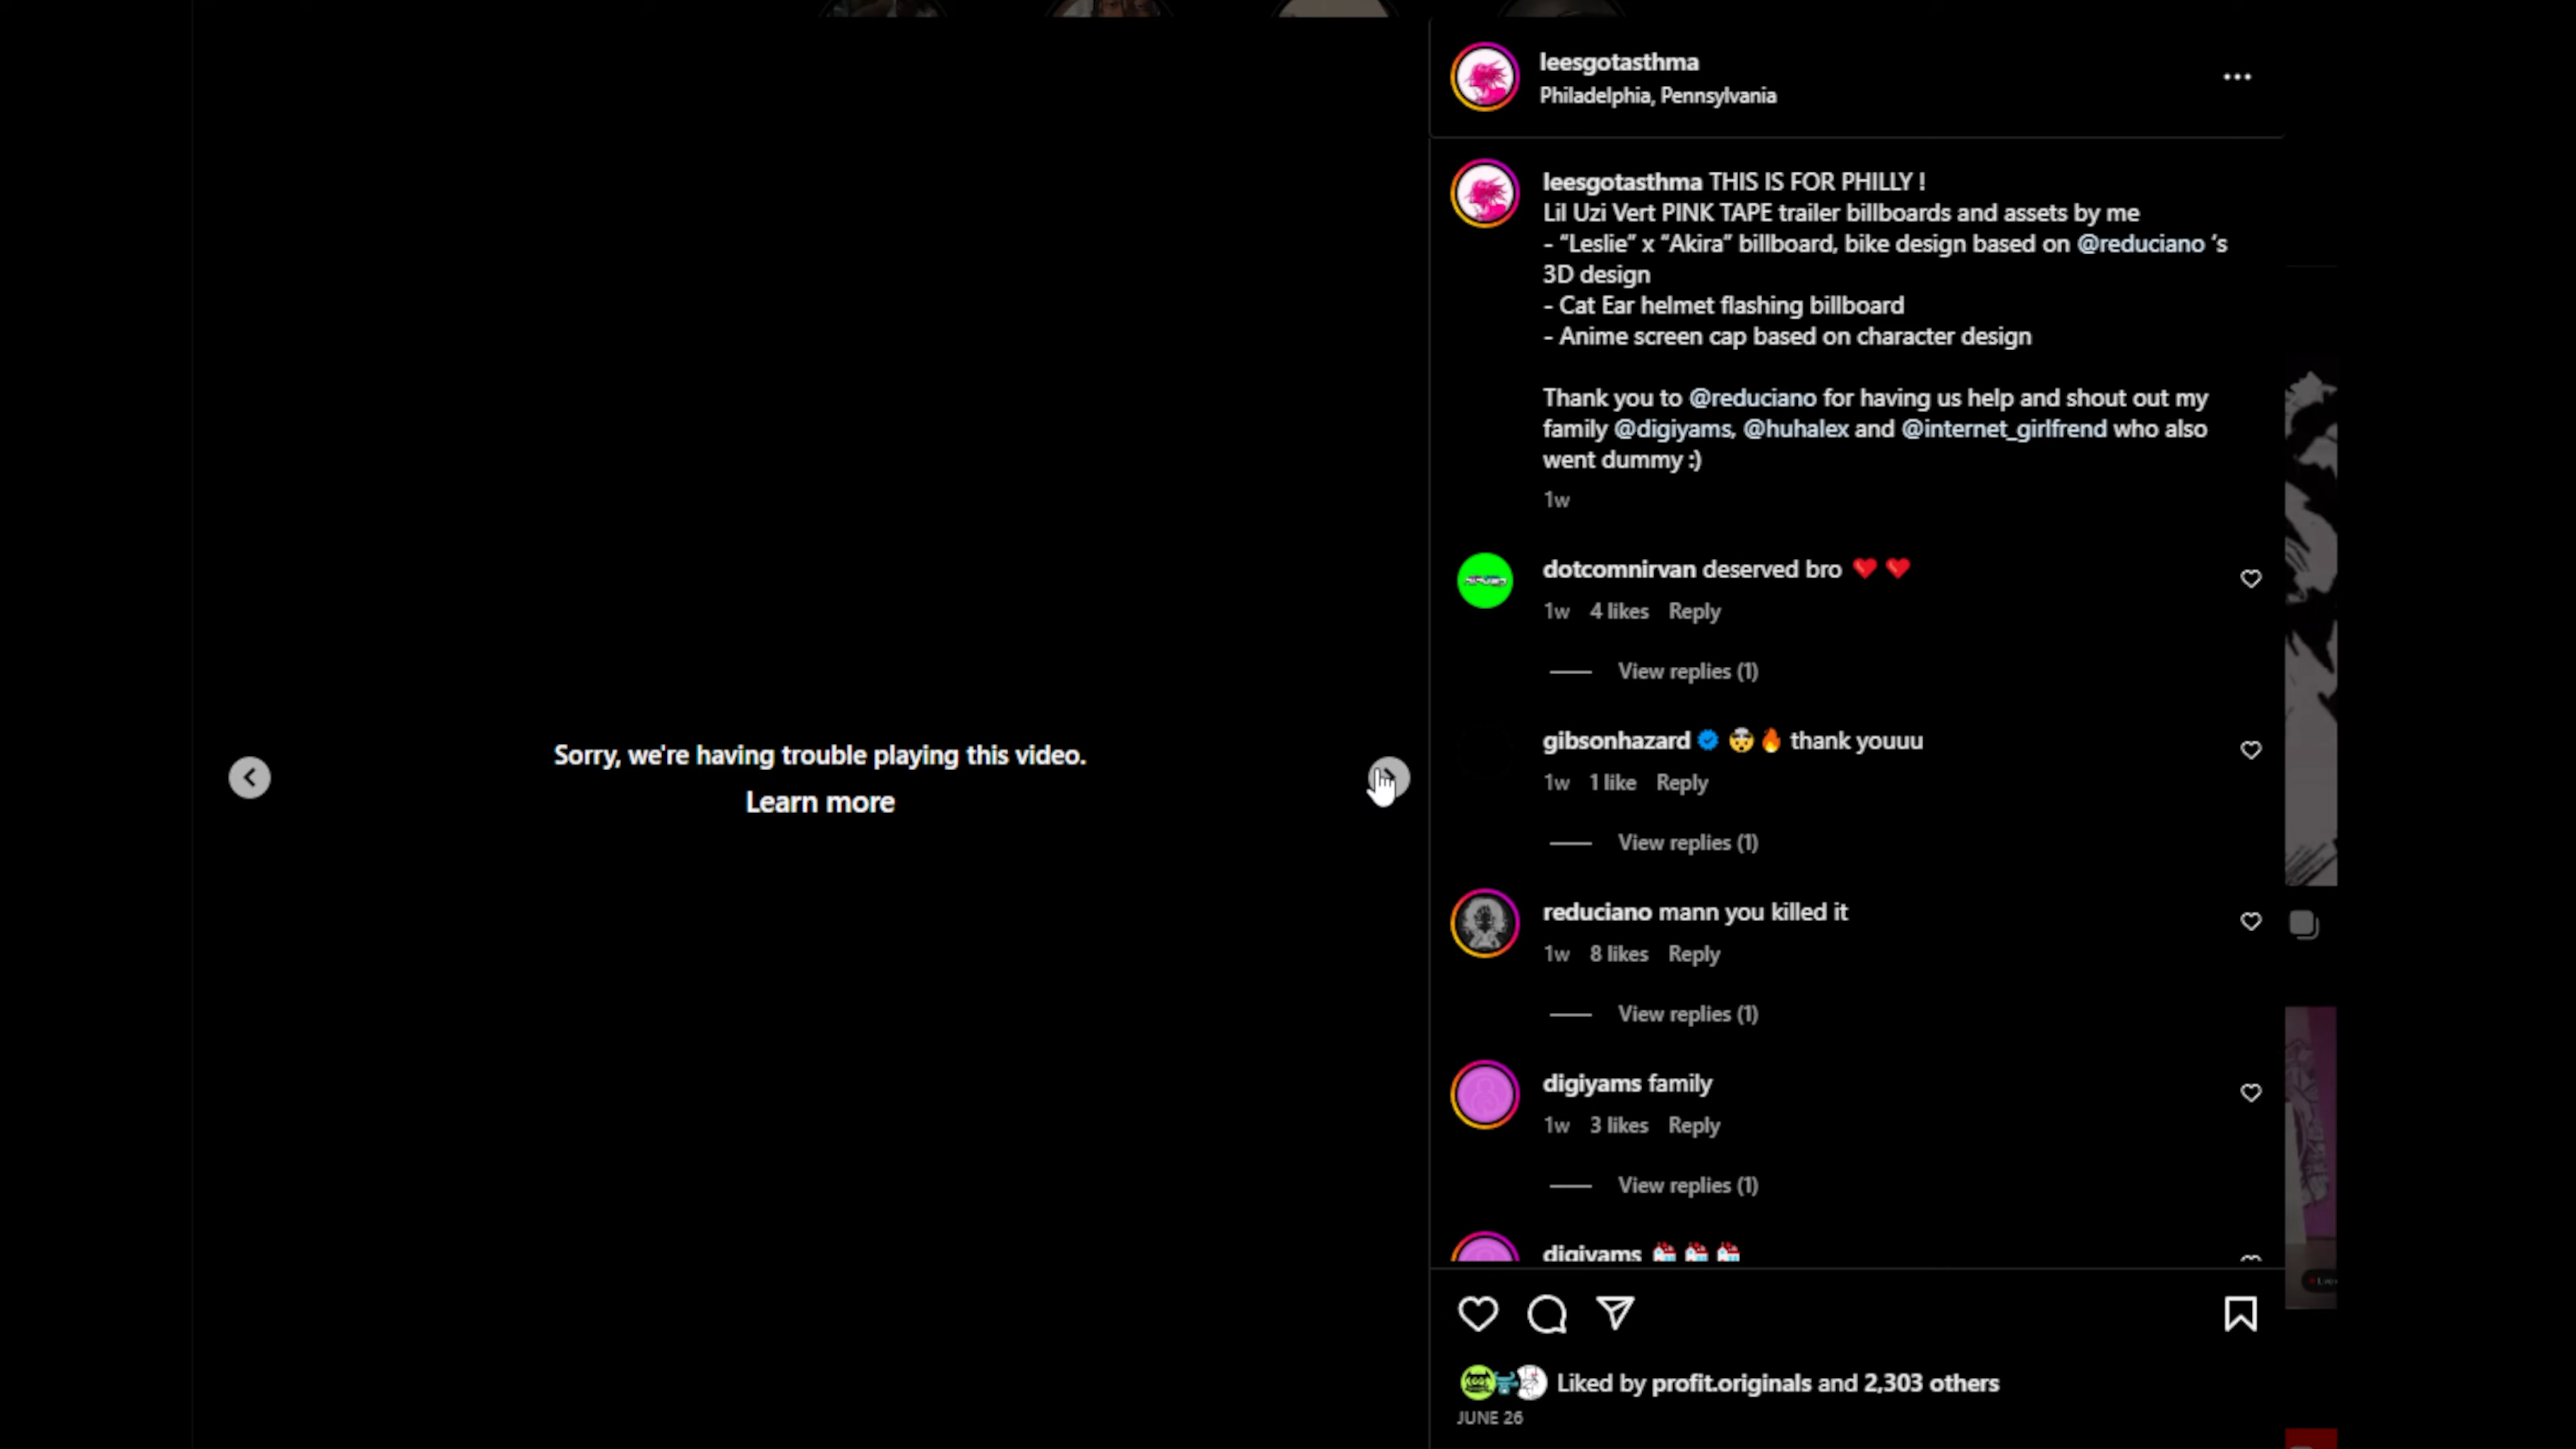 leesgotasthma
Philadelphia, Pennsylvania
leesgotasthma THIS IS FOR PHILLY !
Lil Uzi Vert PINK TAPE trailer billboards and assets by me
- “Leslie” x “Akira” billboard, bike design based on @reduciano ‘s
3D design
- Cat Ear helmet flashing billboard
- Anime screen cap based on character design
Thank you to @reduciano for having us help and shout out my
family @digiyams, @huhalex and @internet_girlfrend who also
went dummy :)
1w
dotcomnirvan deserved bro ❤️ ❤️
1w 4 likes Reply
View replies (1)
Sorry, we're having trouble playing this video.
Learn more
gibsonhazard 🤯 🔥 thank youuu
1w 1 like Reply
View replies (1)
reduciano mann you killed it
1w 8 likes Reply
View replies (1)
digiyams family
1w 3 likes Reply
View replies (1)
digiyams
Liked by profit.originals and 2,303 others
JUNE 26